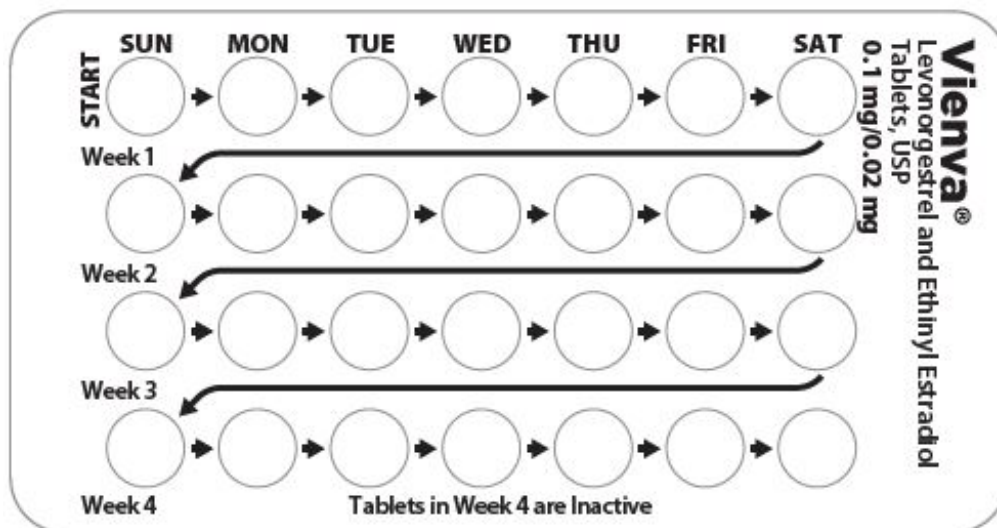 SUN MON TUE WED THU FRI SAT
START
Week 1
Week 2
Week 3
Week 4
Tablets in Week 4 are Inactive
Vienva®
Levonorgestrel and Ethinyl Estradiol
Tablets, USP
0.1 mg/0.02 mg